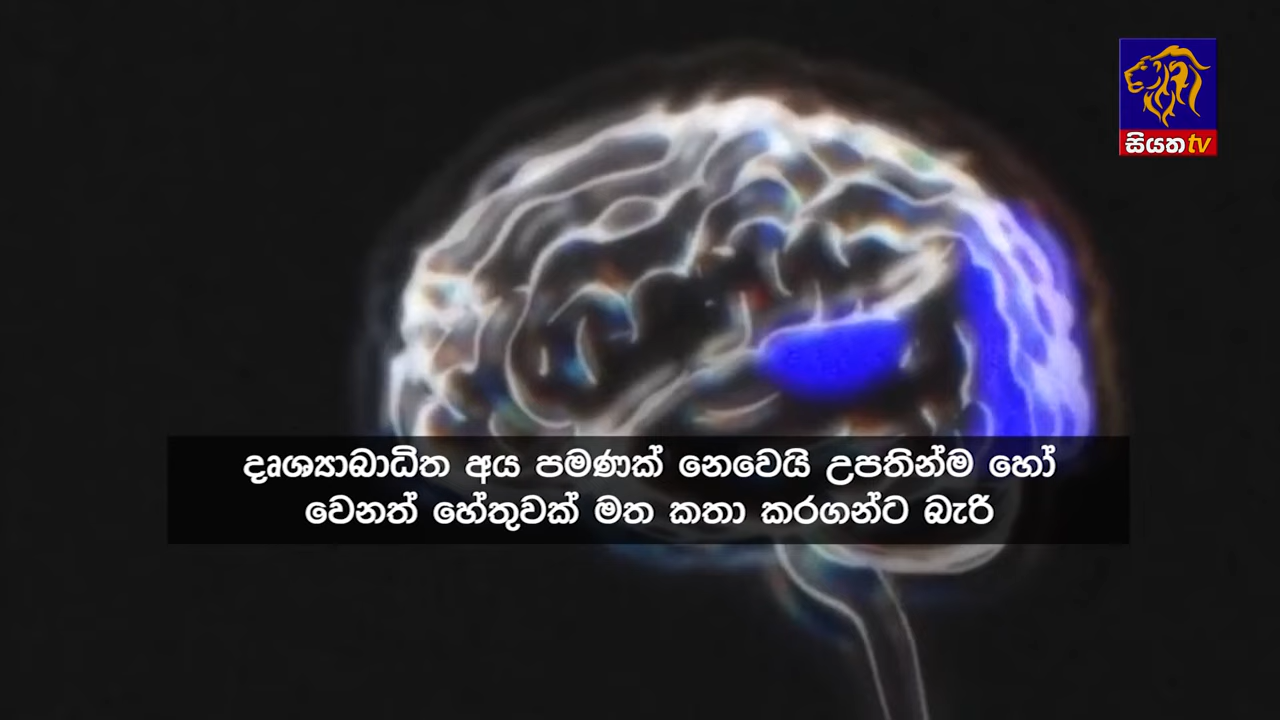 සියත tv
දෘශ්‍යාබාධිත අය පමණක් නෙවෙයි උපතින්ම හෝ
වෙනත් හේතුවක් මත කතා කරගන්ට බැරි